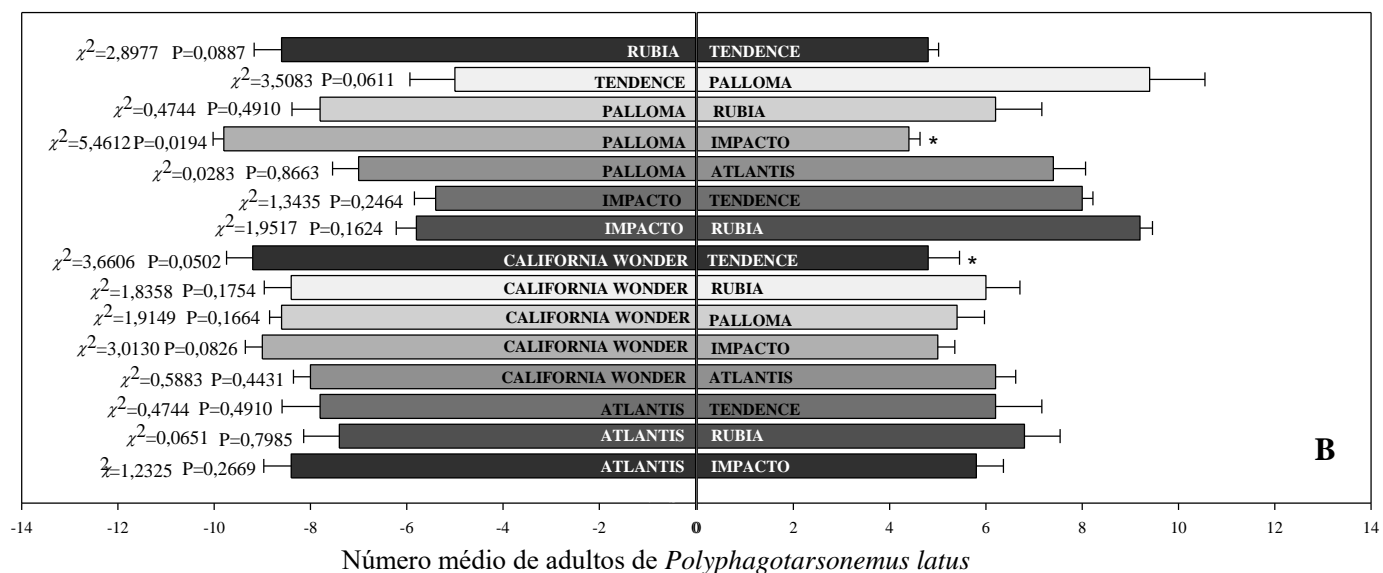 χ2=2,8977 P=0,0887 RUBIA TENDENCE
χ2=3,5083 P=0,0611 TENDENCE PALLOMA
χ2=0,4744 P=0,4910 PALLOMA RUBIA
χ2=5,4612 P=0,0194 PALLOMA IMPACTO *
χ2=0,0283 P=0,8663 PALLOMA ATLANTIS
χ2=1,3435 P=0,2464 IMPACTO TENDENCE
χ2=1,9517 P=0,1624 IMPACTO RUBIA
χ2=3,6606 P=0,0502 CALIFORNIA WONDER TENDENCE *
χ2=1,8358 P=0,1754 CALIFORNIA WONDER RUBIA
χ2=1,9149 P=0,1664 CALIFORNIA WONDER PALLOMA
χ2=3,0130 P=0,0826 CALIFORNIA WONDER IMPACTO
χ2=0,5883 P=0,4431 CALIFORNIA WONDER ATLANTIS
χ2=0,4744 P=0,4910 ATLANTIS TENDENCE
χ2=0,0651 P=0,7985 ATLANTIS RUBIA
χ2=1,2325 P=0,2669 ATLANTIS IMPACTO
B
-14 -12 -10 -8 -6 -4 -2 0 2 4 6 8 10 12 14
Número médio de adultos de Polyphagotarsonemus latus